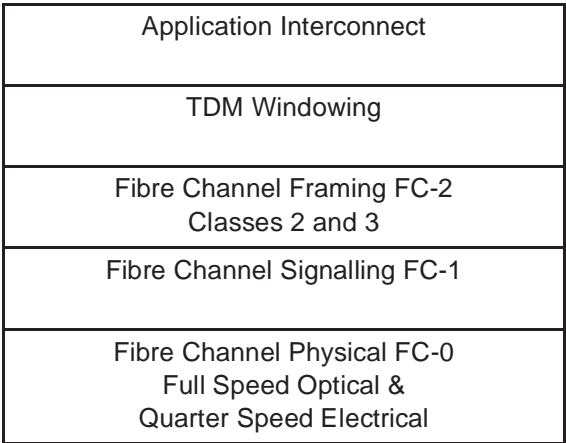 Application Interconnect
TDM Windowing
Fibre Channel Framing FC-2
Classes 2 and 3
Fibre Channel Signalling FC-1
Fibre Channel Physical FC-0
Full Speed Optical &
Quarter Speed Electrical